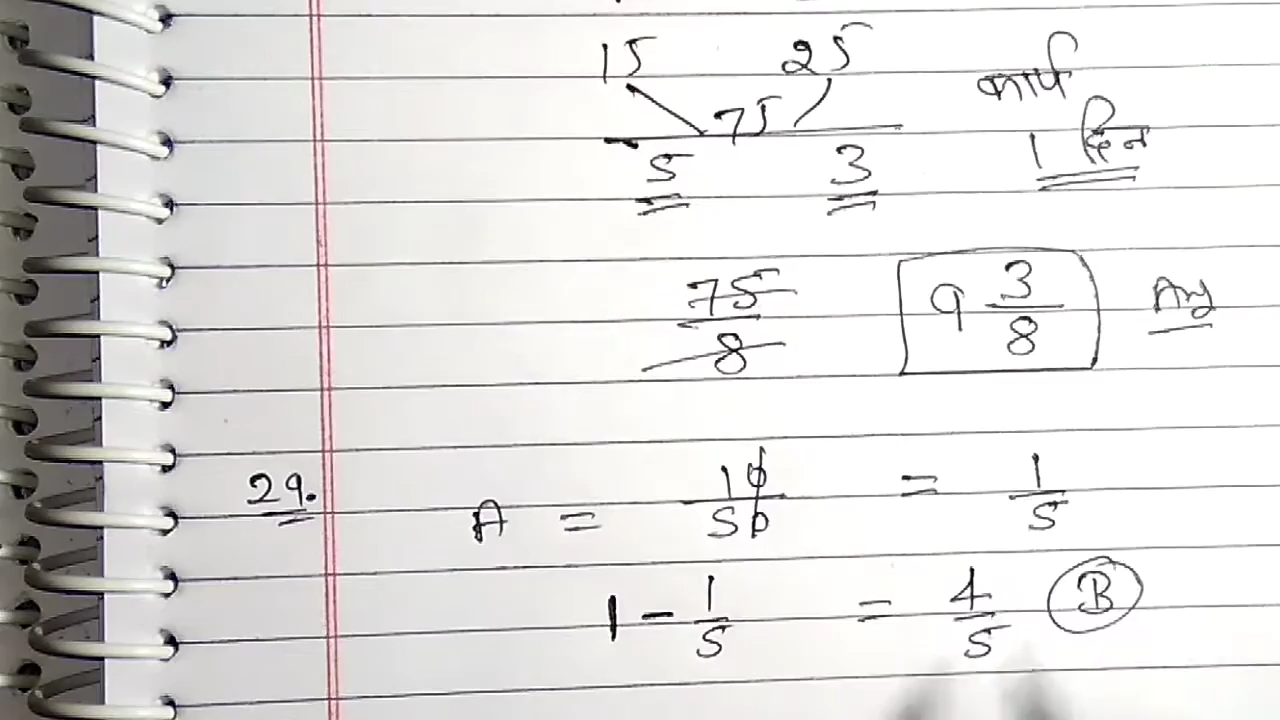 15 25 कार्य
75
5 3 1 दिन
75/8 9 3/8 Ans
29. A = 10/50 = 1/5
1 - 1/5 = 4/5 B